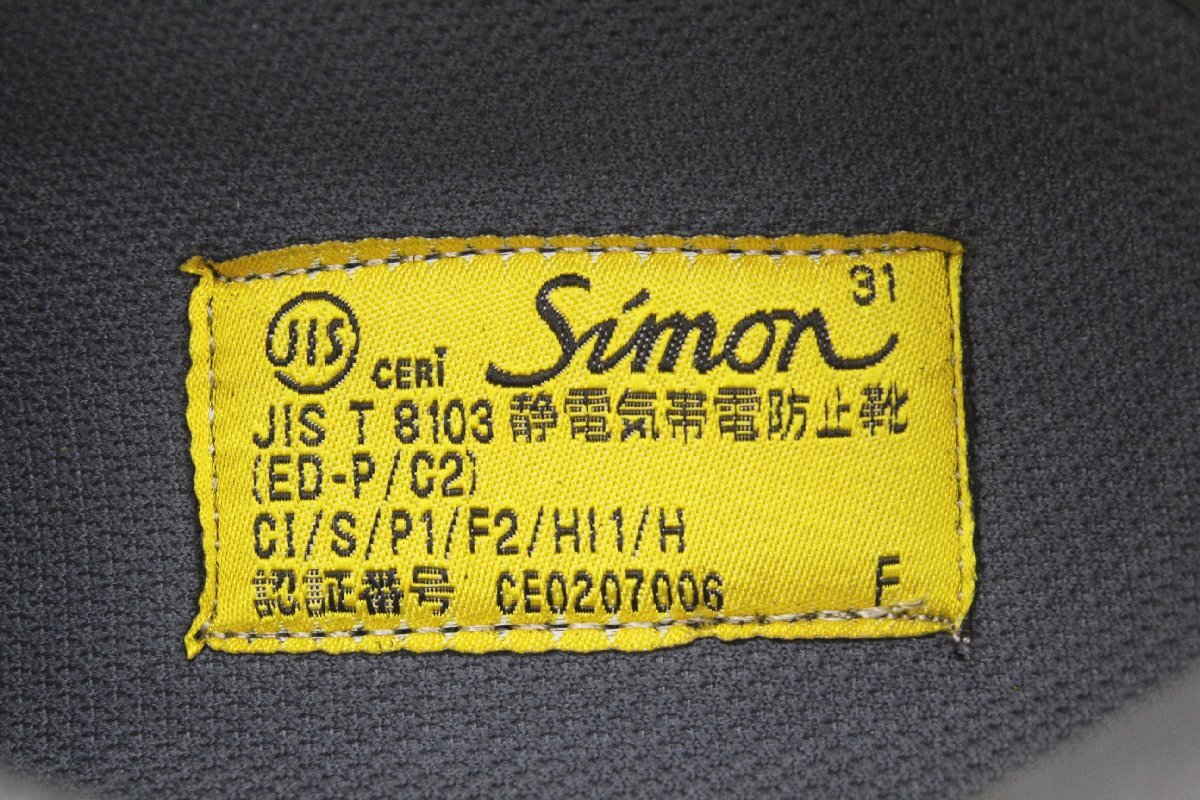 JIS CERI Simon 31
JIS T 8103 静電気帯電防止靴
(ED-P/C2)
CI/S/P1/F2/HI1/H
認証番号 CE0207006 F